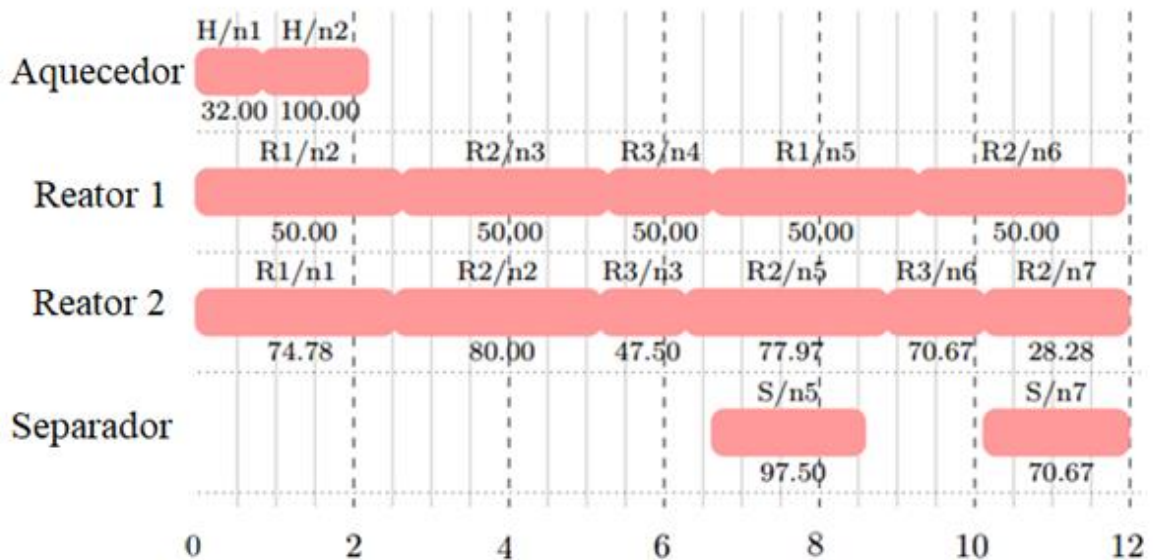 H/n1 H/n2
Aquecedor
32.00 100.00
R1/n2 R2/n3 R3/n4 R1/n5 R2/n6
Reator 1
50.00 50,00 50,00 50,00 50.00
R1/n1 R2/n2 R3/n3 R2/n5 R3/n6 R2/n7
Reator 2
74.78 80.00 47.50 77.97 70.67 28.28
S/n5 S/n7
Separador
97.50 70.67
0 2 4 6 8 10 12